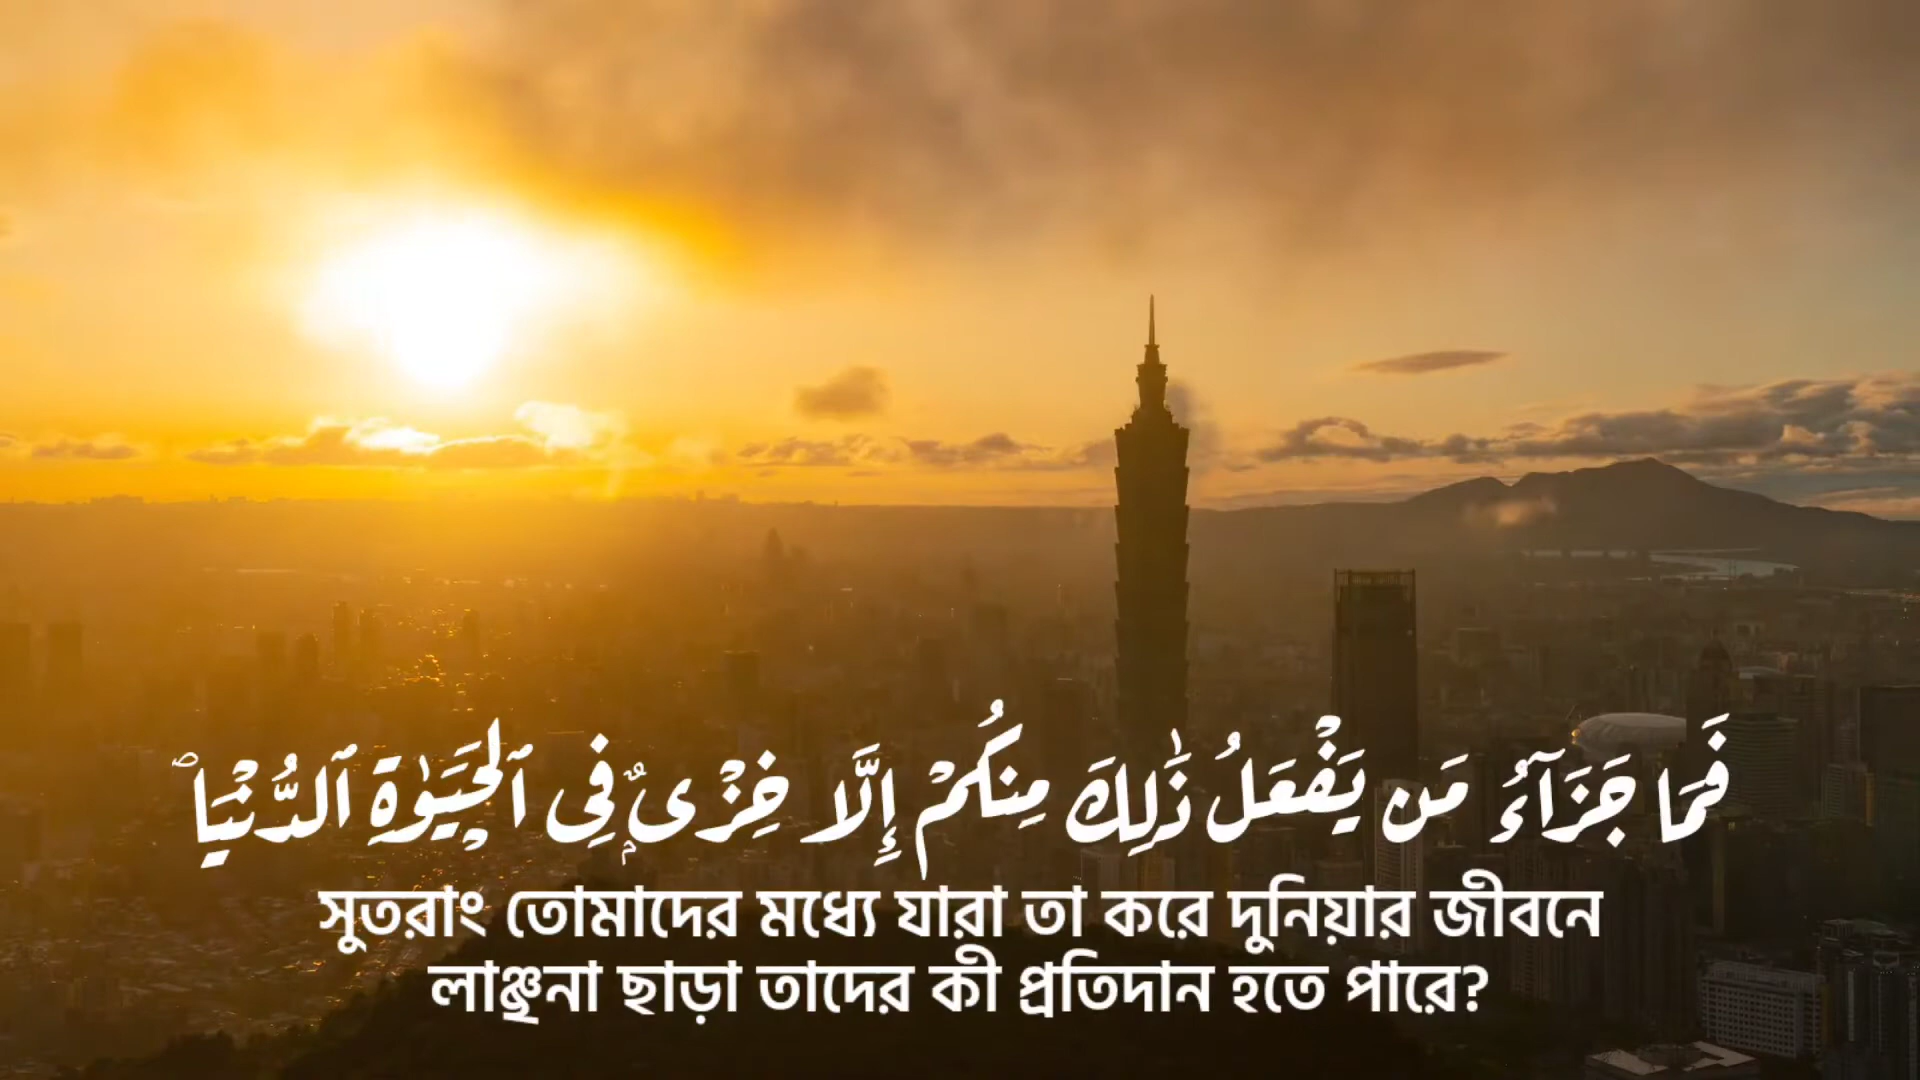 فَمَا جَزَآءُ مَن يَفْعَلُ ذَٰلِكَ مِنكُمْ إِلَّا خِزْىٌۭ فِى ٱلْحَيَوٰةِ ٱلدُّنْيَا ۖ
সুতরাং তোমাদের মধ্যে যারা তা করে দুনিয়ার জীবনে
লাঞ্ছনা ছাড়া তাদের কী প্রতিদান হতে পারে?